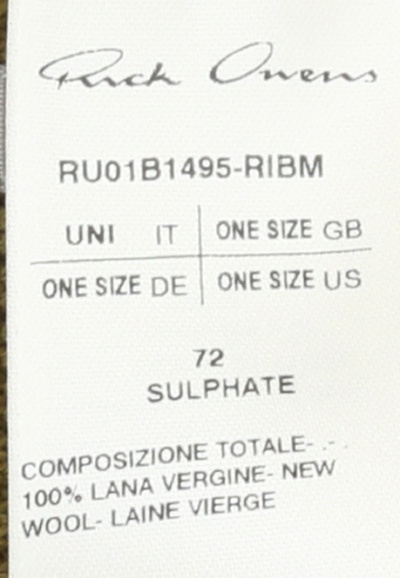 Rick Owens
RU01B1495-RIBM
UNI IT ONE SIZE GB
ONE SIZE DE ONE SIZE US
72
SULPHATE
COMPOSIZIONE TOTALE- .-
100% LANA VERGINE- NEW
WOOL- LAINE VIERGE